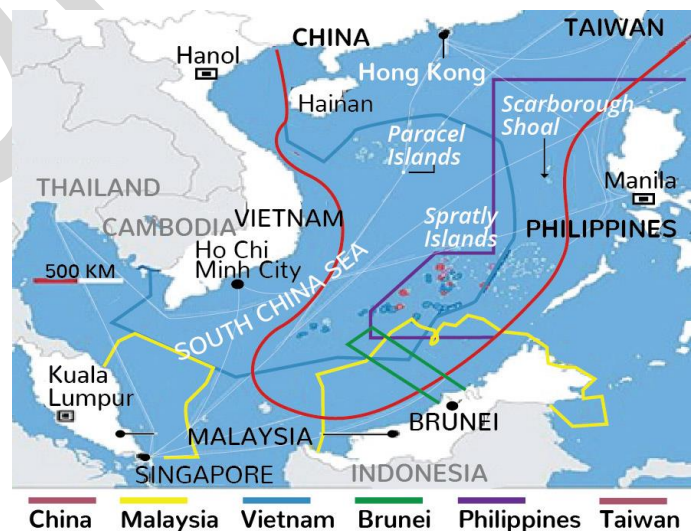 CHINA
TAIWAN
Hanoi
Hong Kong
Hainan
Paracel
Islands
Scarborough
Shoal
THAILAND
CAMBODIA
VIETNAM
Manila
Spratly
Islands
PHILIPPINES
Ho Chi
Minh City
500 KM
SOUTH CHINA SEA
Kuala
Lumpur
MALAYSIA
BRUNEI
SINGAPORE
INDONESIA
China Malaysia Vietnam Brunei Philippines Taiwan